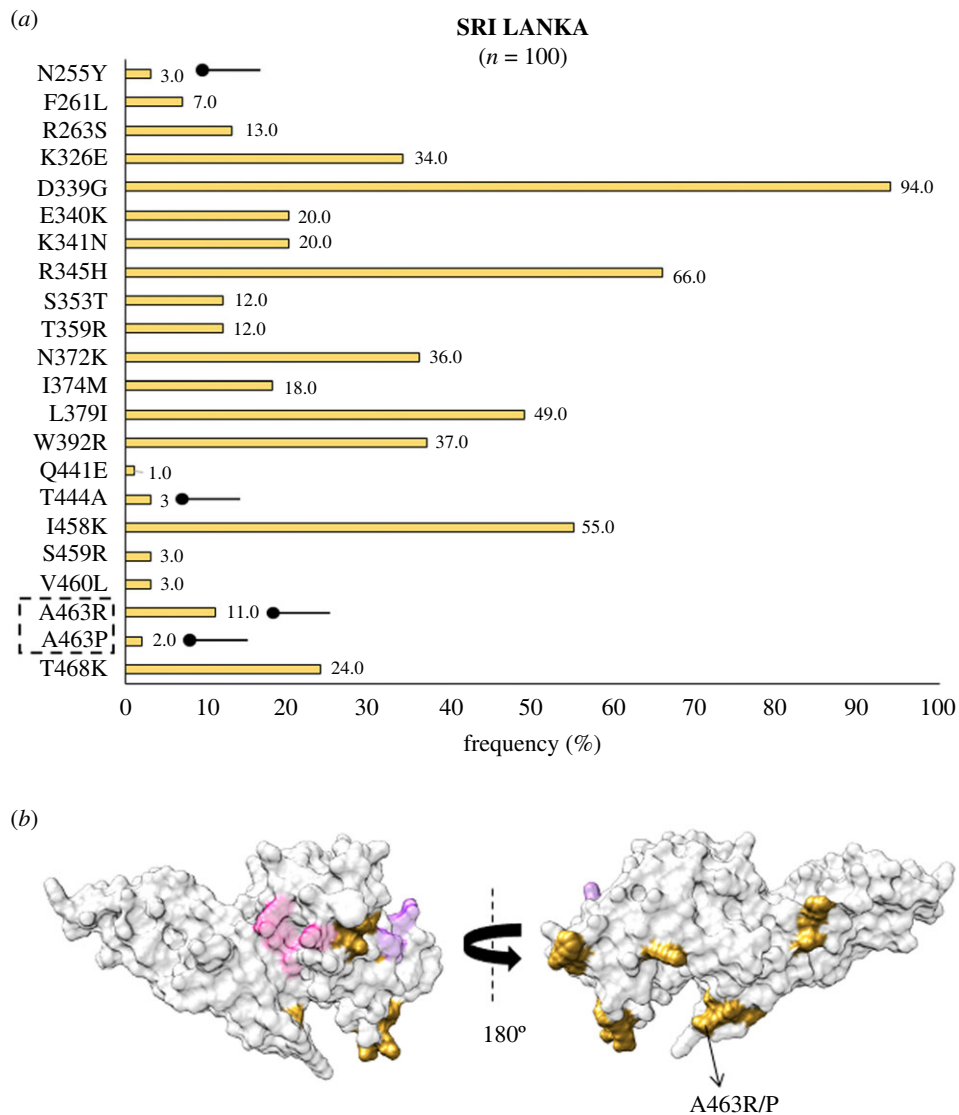 (a)
SRI LANKA
(n = 100)
N255Y 3.0
F261L 7.0
R263S 13.0
K326E 34.0
D339G 94.0
E340K 20.0
K341N 20.0
R345H 66.0
S353T 12.0
T359R 12.0
N372K 36.0
I374M 18.0
L379I 49.0
W392R 37.0
Q441E 1.0
T444A 3
I458K 55.0
S459R 3.0
V460L 3.0
A463R 11.0
A463P 2.0
T468K 24.0
0 10 20 30 40 50 60 70 80 90 100
frequency (%)
(b)
180º
A463R/P